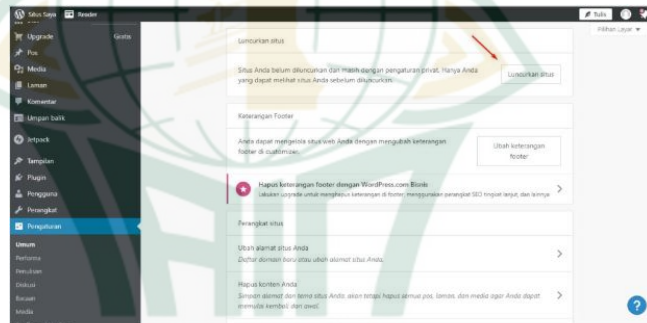 Situs Saya Reader Tulis
Pilihan Layar
Upgrade Gratis
Pos
Media
Laman
Komentar
Umpan balik
Jetpack
Tampilan
Plugin
Pengguna
Perangkat
Pengaturan
Umum
Performa
Penulisan
Diskusi
Bacaan
Media
Luncurkan situs
Situs Anda belum diluncurkan dan masih dengan pengaturan privat. Hanya Anda
yang dapat melihat situs Anda sebelum diluncurkan.
Luncurkan situs
Keterangan Footer
Anda dapat mengelola situs web Anda dengan mengubah keterangan
footer di customizer.
Ubah keterangan
footer
Hapus keterangan footer dengan WordPress.com Bisnis
Lakukan upgrade untuk menghapus keterangan di footer, menggunakan perangkat SEO tingkat lanjut, dan lainnya
Perangkat situs
Ubah alamat situs Anda
Daftar domain baru atau ubah alamat situs Anda.
Hapus konten Anda
Simpan alamat dan tema situs Anda, akan tetapi hapus semua pos, laman, dan media agar Anda dapat
memulai kembali dari awal.
?